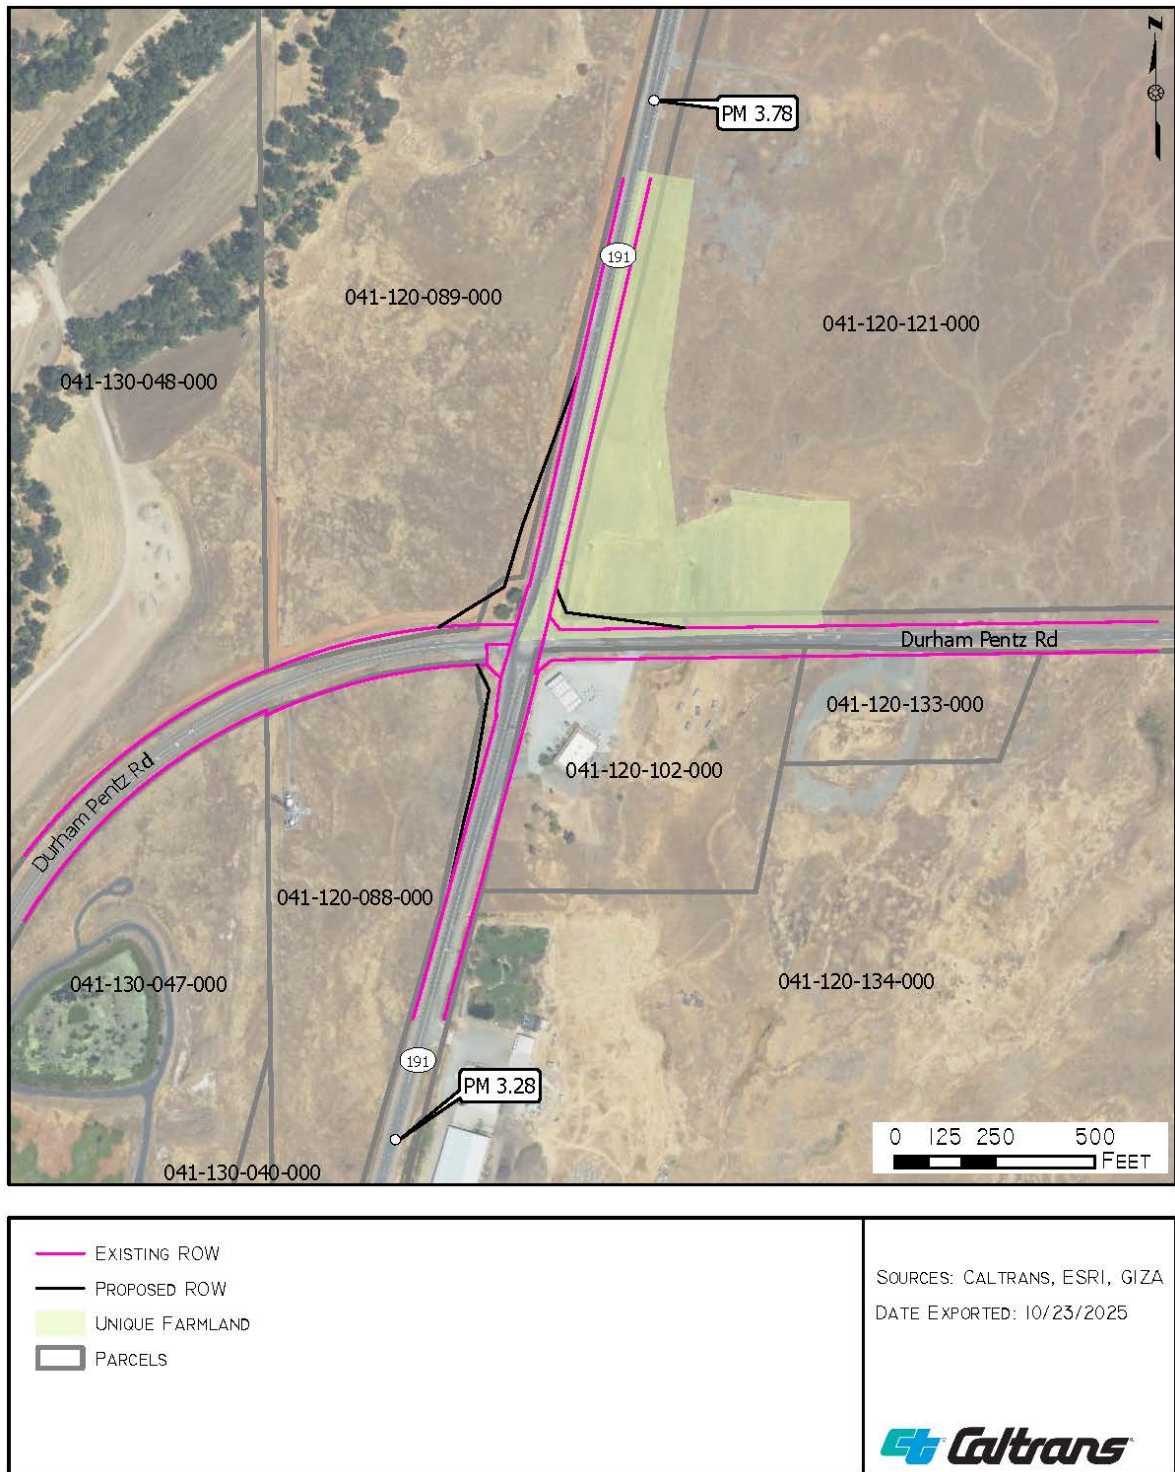 N
PM 3.78
191
041-120-089-000
041-120-121-000
041-130-048-000
Durham Pentz Rd
041-120-133-000
041-120-102-000
Durham Pentz Rd
041-120-088-000
041-130-047-000
041-120-134-000
191
PM 3.28
041-130-040-000
0 125 250 500
FEET
EXISTING ROW
PROPOSED ROW
UNIQUE FARMLAND
PARCELS
SOURCES: CALTRANS, ESRI, GIZA
DATE EXPORTED: 10/23/2025
ct Caltrans